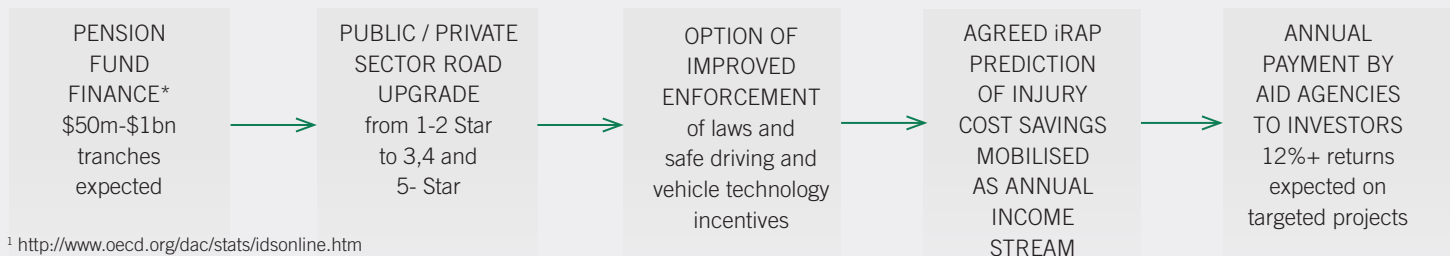 PENSION
FUND
FINANCE*
$50m-$1bn
tranches
expected
PUBLIC / PRIVATE
SECTOR ROAD
UPGRADE
from 1-2 Star
to 3,4 and
5- Star
OPTION OF
IMPROVED
ENFORCEMENT
of laws and
safe driving and
vehicle technology
incentives
AGREED iRAP
PREDICTION
OF INJURY
COST SAVINGS
MOBILISED
AS ANNUAL
INCOME
STREAM
ANNUAL
PAYMENT BY
AID AGENCIES
TO INVESTORS
12%+ returns
expected on
targeted projects
1 http://www.oecd.org/dac/stats/idsonline.htm